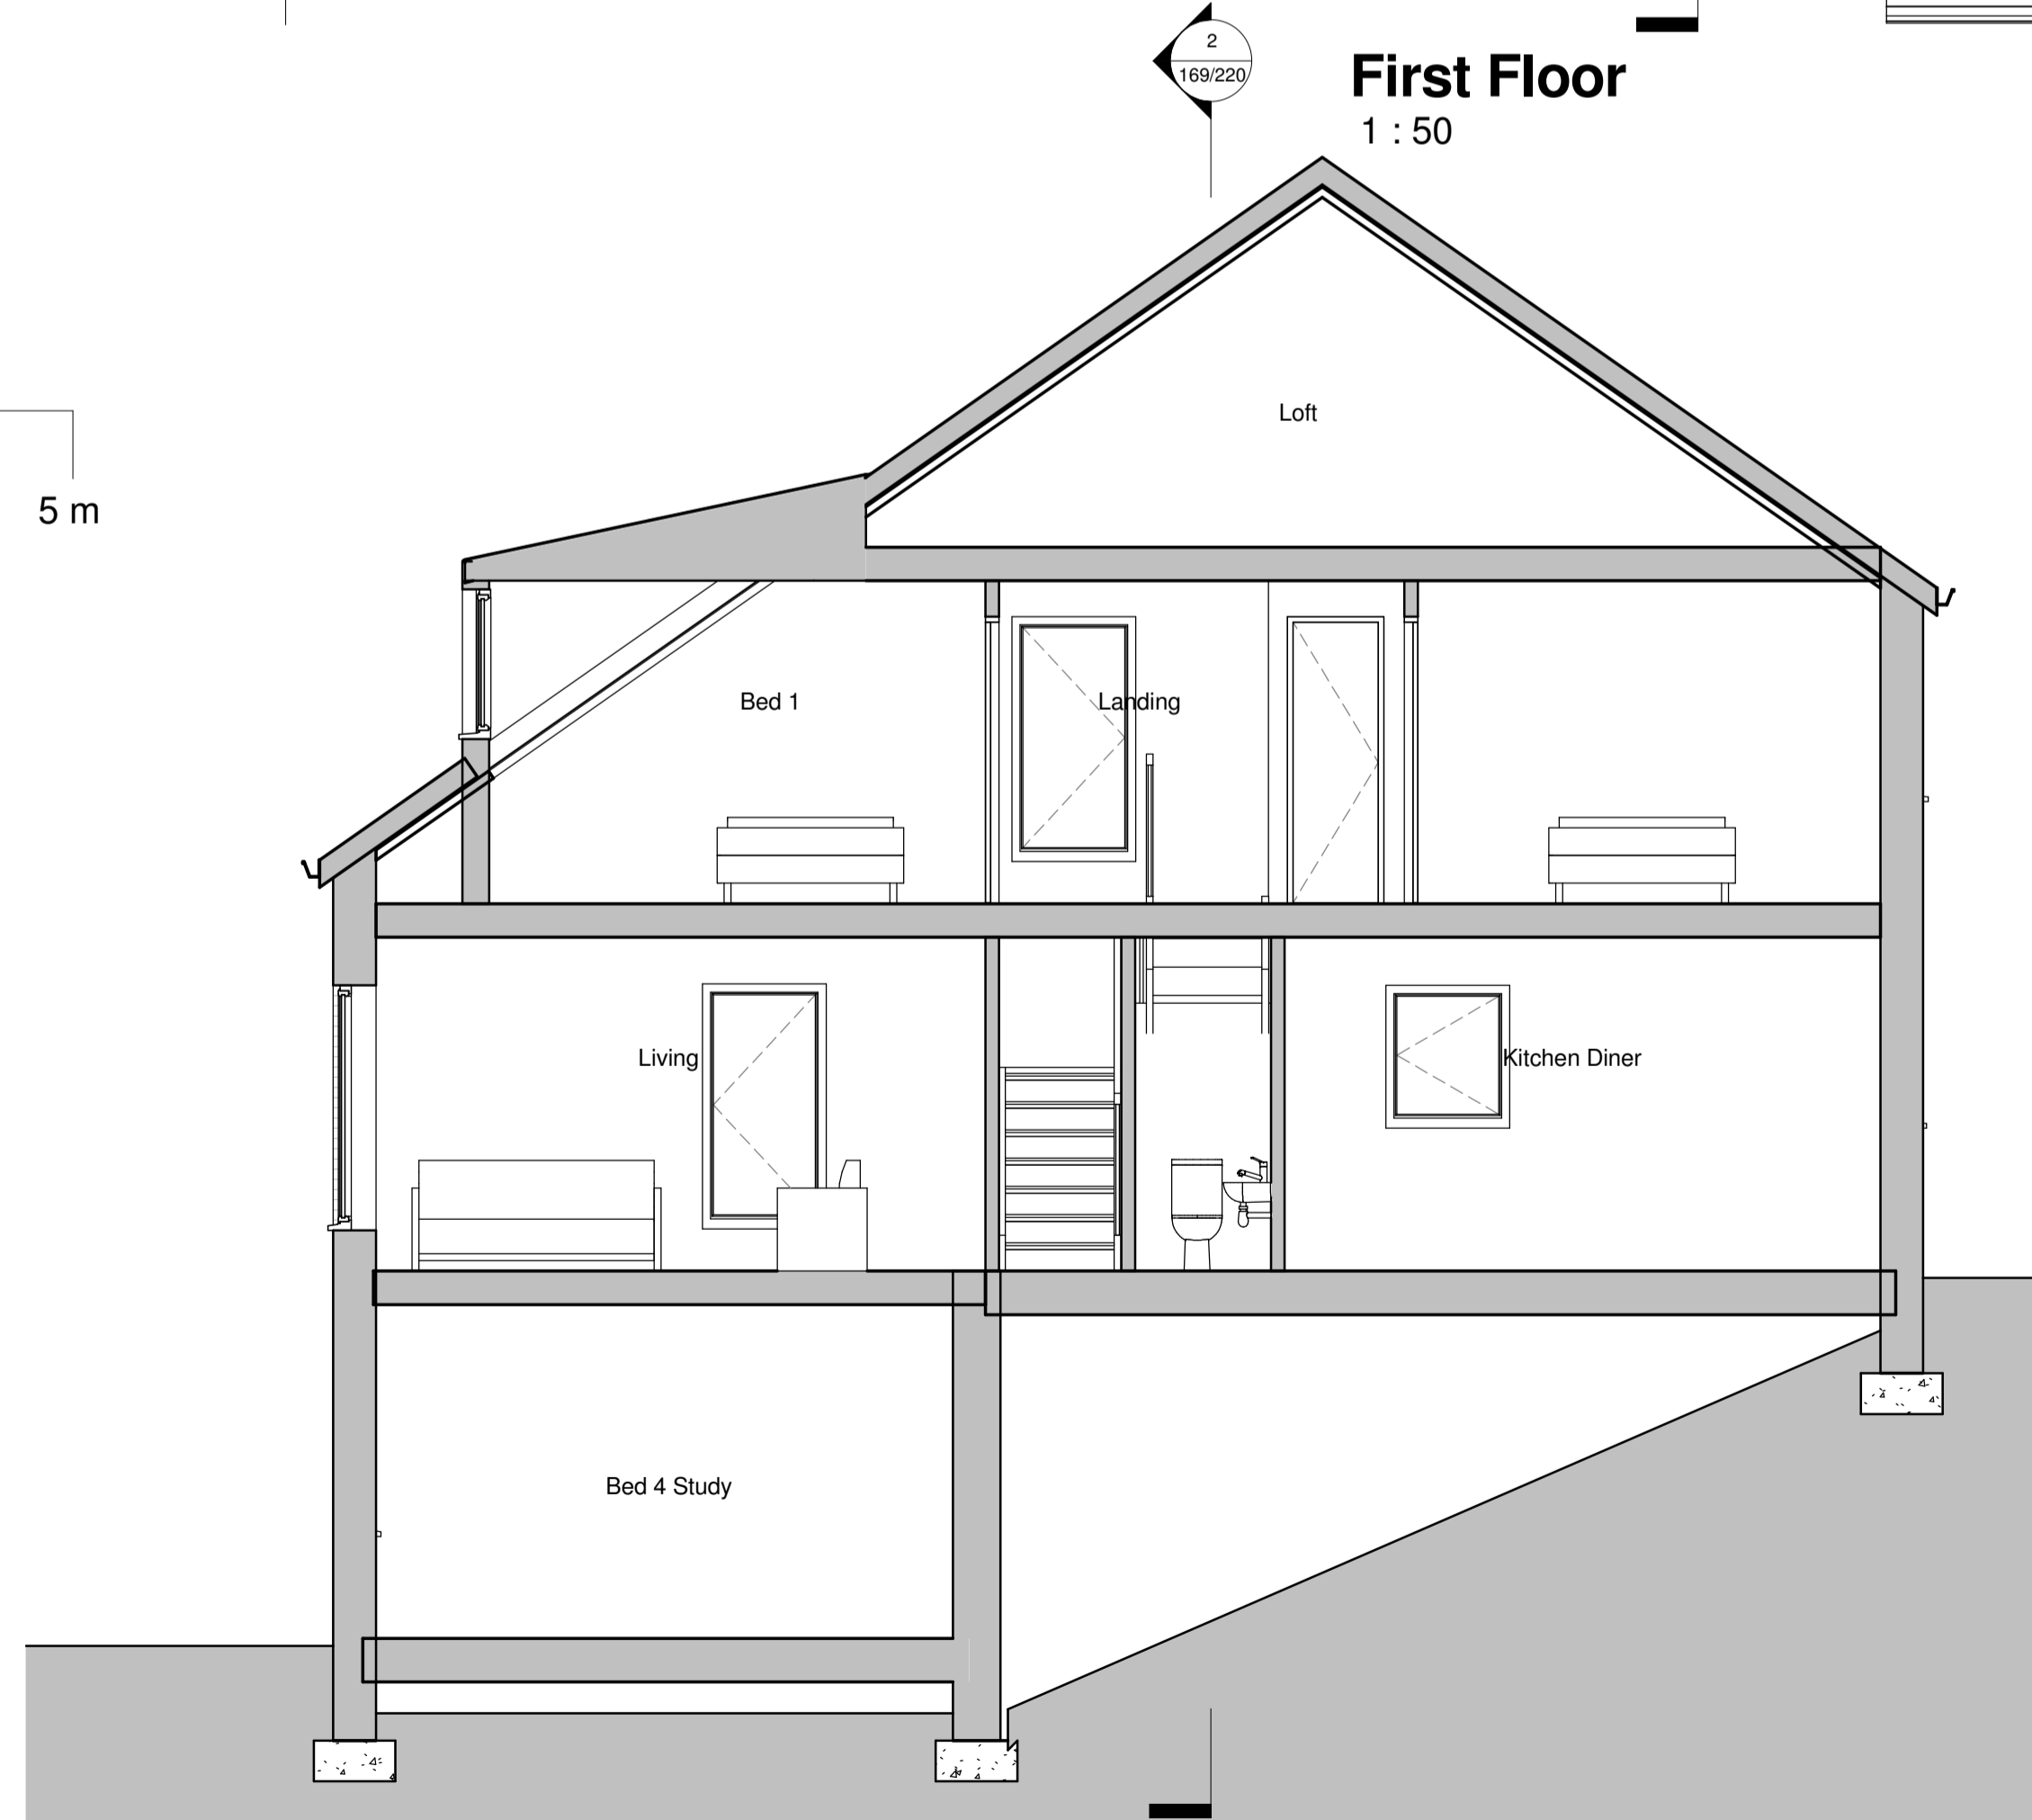 2
169/220
First Floor
1 : 50
Loft
5 m
Bed 1
Landing
Living
Kitchen Diner
Bed 4 Study